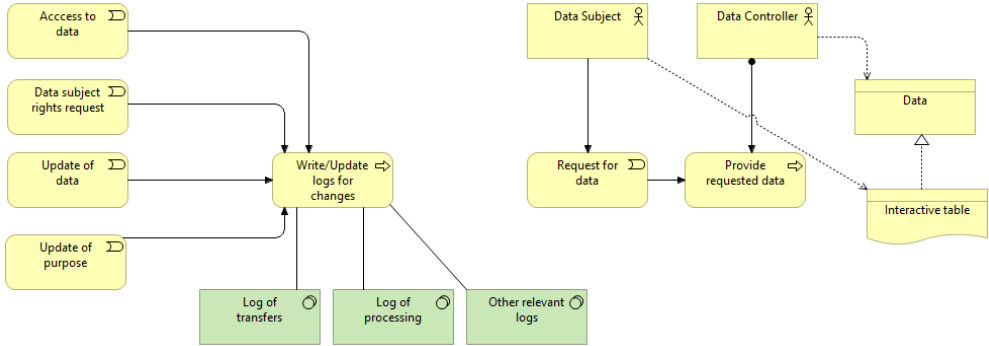 Acccess to
data
Data Subject
Data Controller
Data subject
rights request
Data
Update of
data
Write/Update
logs for
changes
Request for
data
Provide
requested data
Interactive table
Update of
purpose
Log of
transfers
Log of
processing
Other relevant
logs